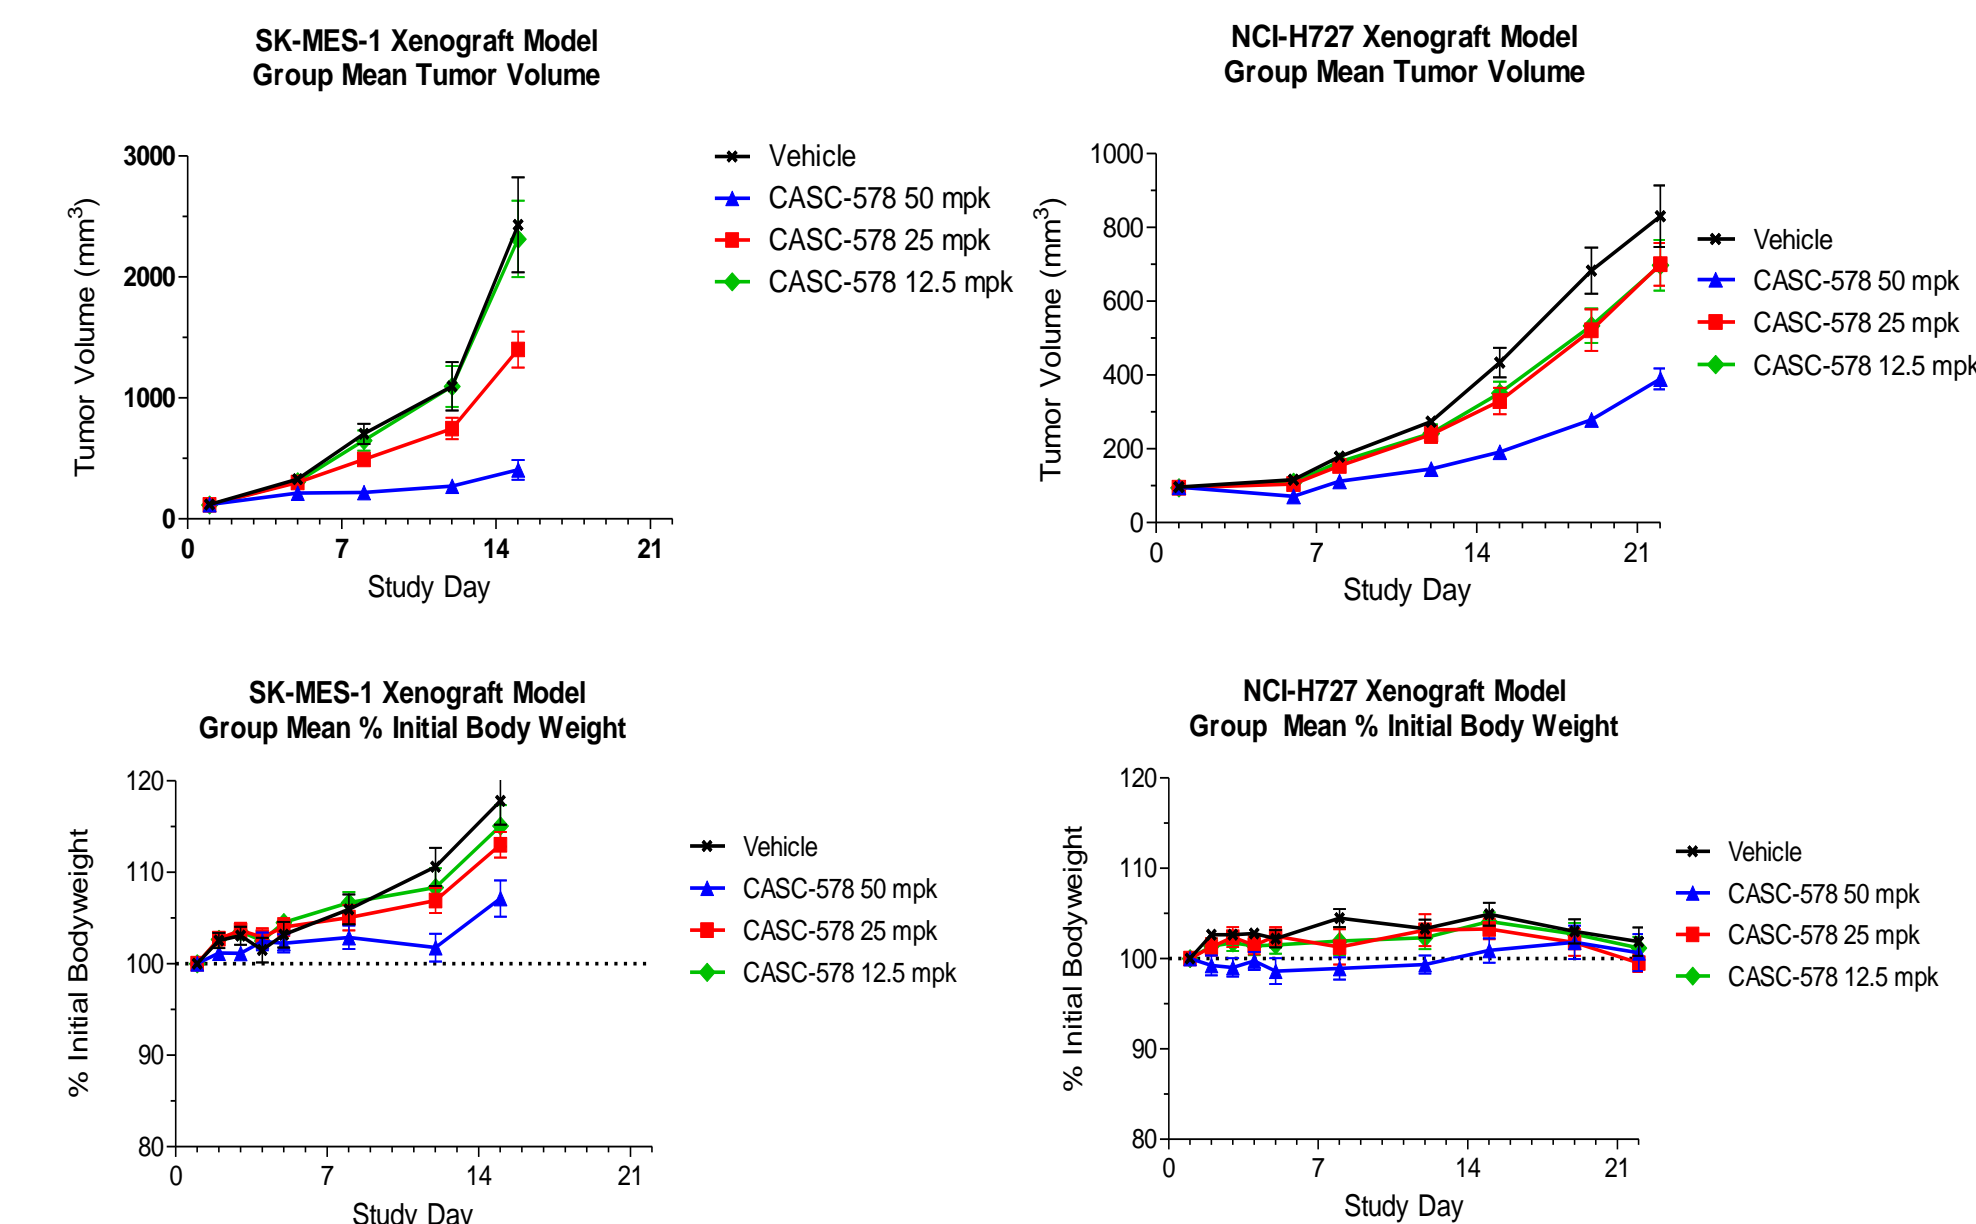 SK-MES-1 Xenograft Model
Group Mean Tumor Volume
3000
2000
1000
0
Tumor Volume (mm³)
0 7 14 21
Study Day
Vehicle
CASC-578 50 mpk
CASC-578 25 mpk
CASC-578 12.5 mpk
NCI-H727 Xenograft Model
Group Mean Tumor Volume
1000
800
600
400
200
0
Tumor Volume (mm³)
0 7 14 21
Study Day
Vehicle
CASC-578 50 mpk
CASC-578 25 mpk
CASC-578 12.5 mpk
SK-MES-1 Xenograft Model
Group Mean % Initial Body Weight
120
110
100
90
80
% Initial Bodyweight
0 7 14 21
Study Day
Vehicle
CASC-578 50 mpk
CASC-578 25 mpk
CASC-578 12.5 mpk
NCI-H727 Xenograft Model
Group Mean % Initial Body Weight
120
110
100
90
80
% Initial Bodyweight
0 7 14 21
Study Day
Vehicle
CASC-578 50 mpk
CASC-578 25 mpk
CASC-578 12.5 mpk